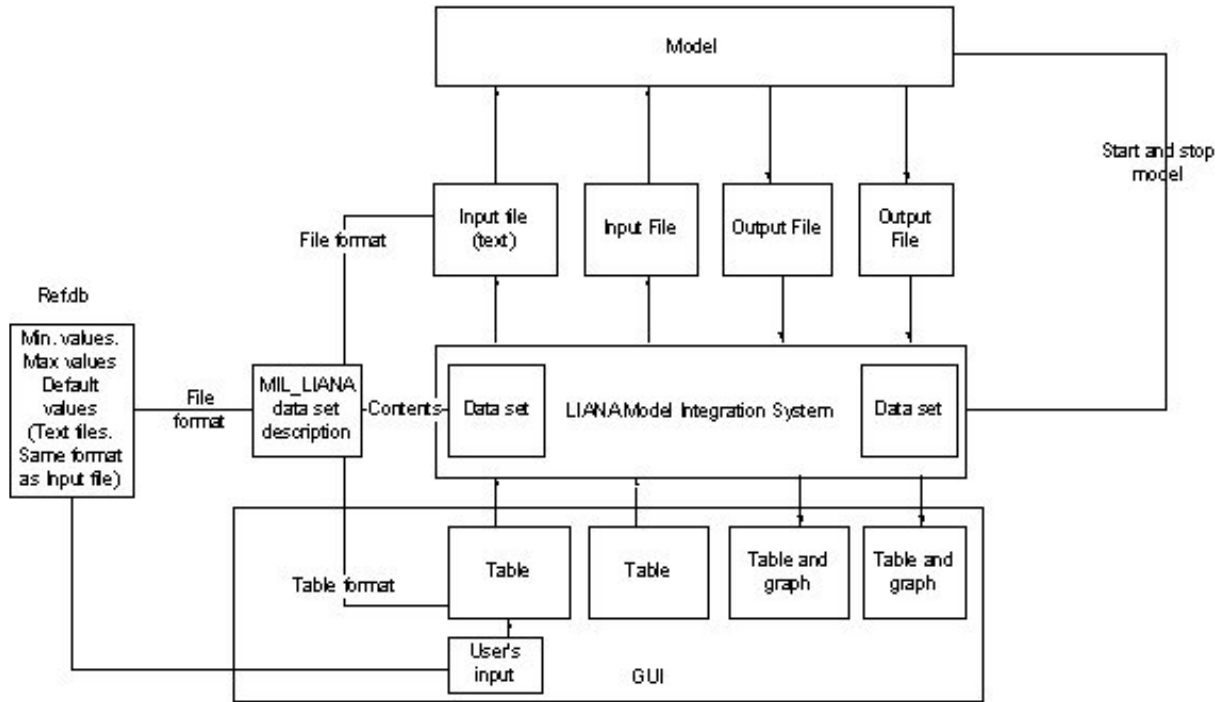 Model
Start and stop
model
Input file
(text)
Input File
Output File
Output
File
File format
Ref.db
Min. values.
Max values
Default
values
(Text files.
Same format
as Input file)
File
format
MIL_LIANA
data set
description
Contents
Data set
LIANA Model Integration System
Data set
Table format
Table
Table
Table and
graph
Table and
graph
User's
input
GUI